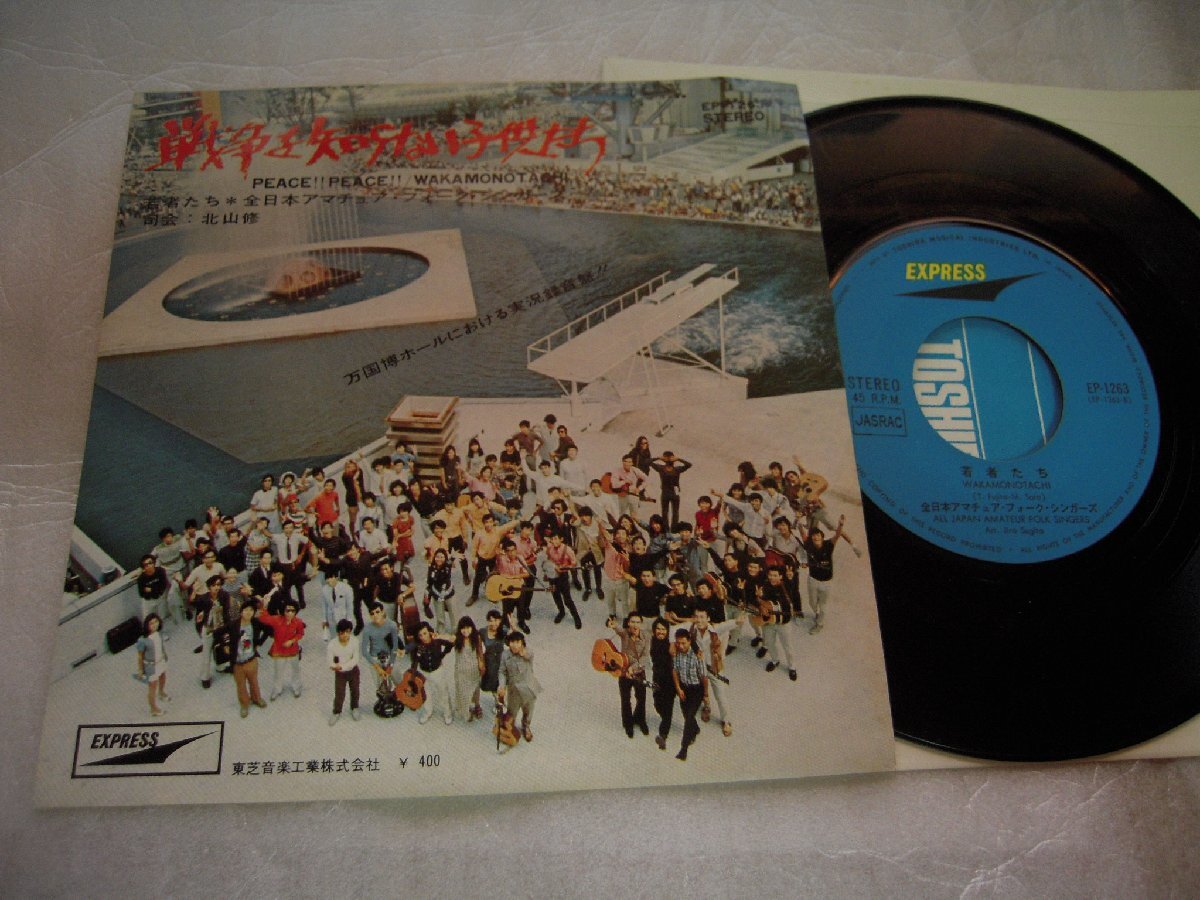 戦争を知らない子供たち
STEREO
PEACE!! PEACE!! / WAKAMONOTACHI
若者たち＊全日本アマチュア・フォーク・シンガーズ
司会：北山修
万国博ホールにおける実況録音盤!!
EXPRESS
東芝音楽工業株式会社 ¥ 400
EXPRESS
TOSHI
STEREO
45 R.P.M.
JASRAC
EP-1263
若者たち
WAKAMONOTACHI
全日本アマチュア・フォーク・シンガーズ
ALL JAPAN AMATEUR FOLK SINGERS